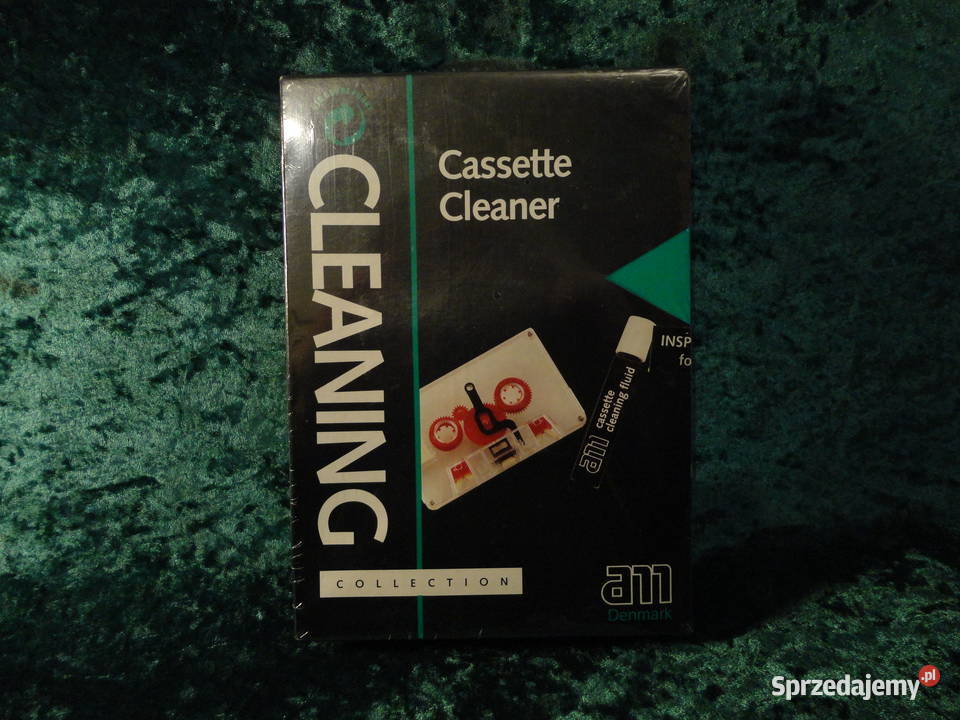 CLEANING
COLLECTION
Cassette
Cleaner
INSP
fo
am
cassette
cleaning fluid
am
Denmark
Sprzedajemy.pl